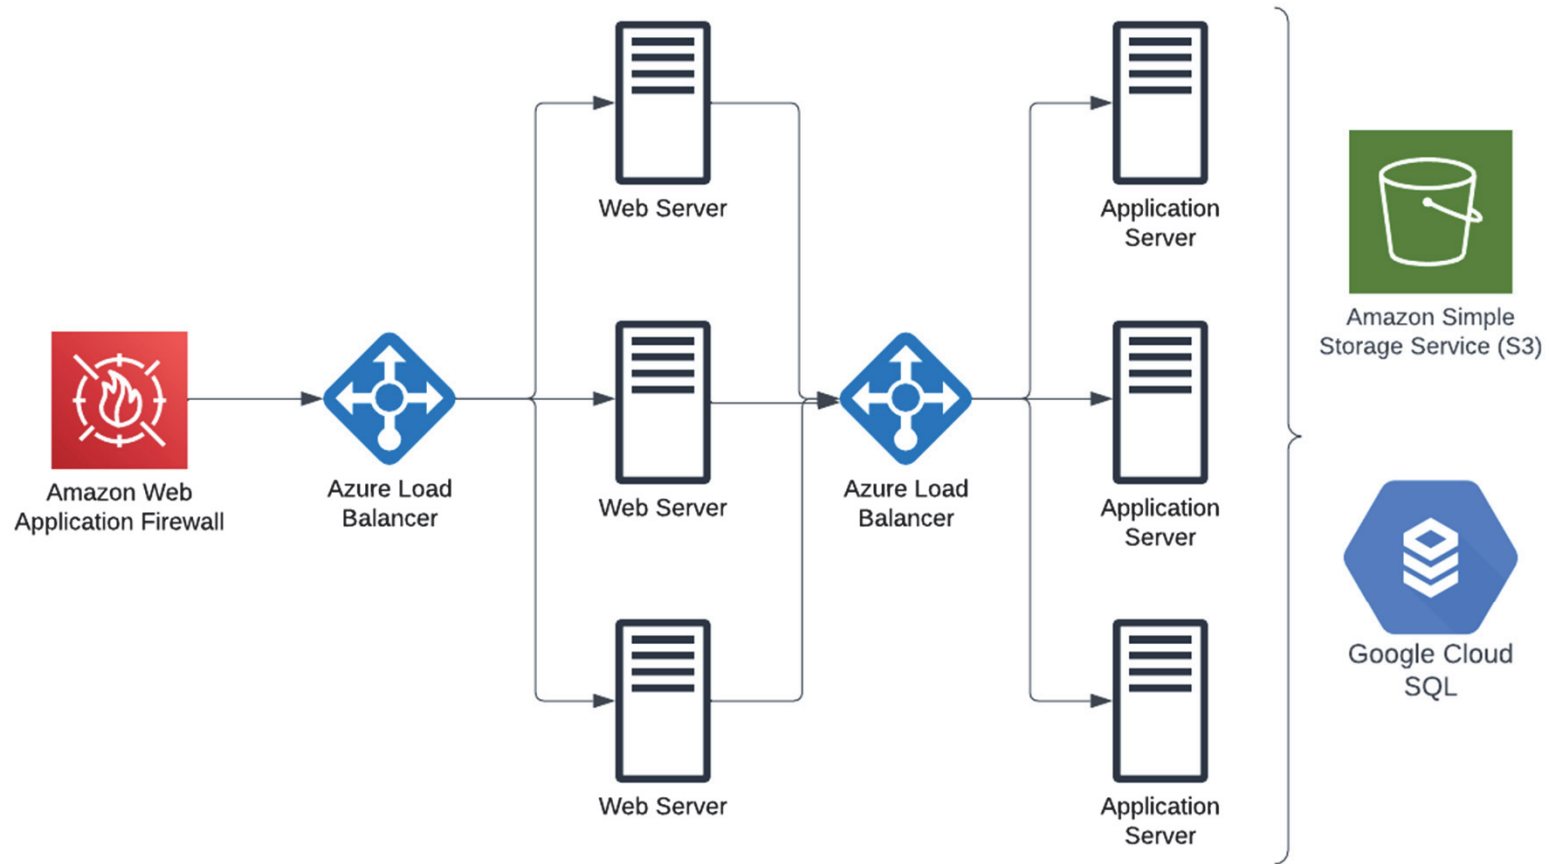 Web Server
Application
Server
Amazon Simple
Storage Service (S3)
Amazon Web
Application Firewall
Azure Load
Balancer
Web Server
Azure Load
Balancer
Application
Server
Google Cloud
SQL
Web Server
Application
Server